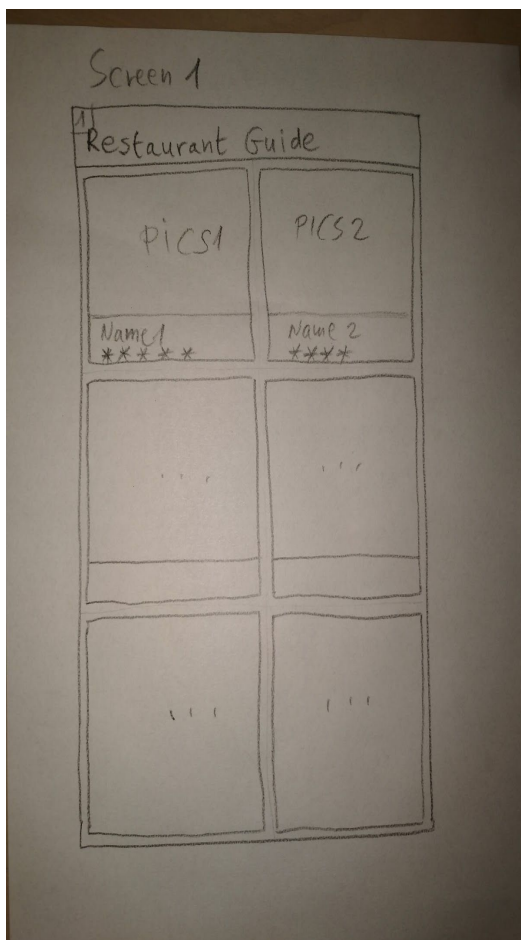 Screen 1
1
Restaurant Guide
PICS1
PICS2
Name1
*****
Name 2
****
...
...
...
...